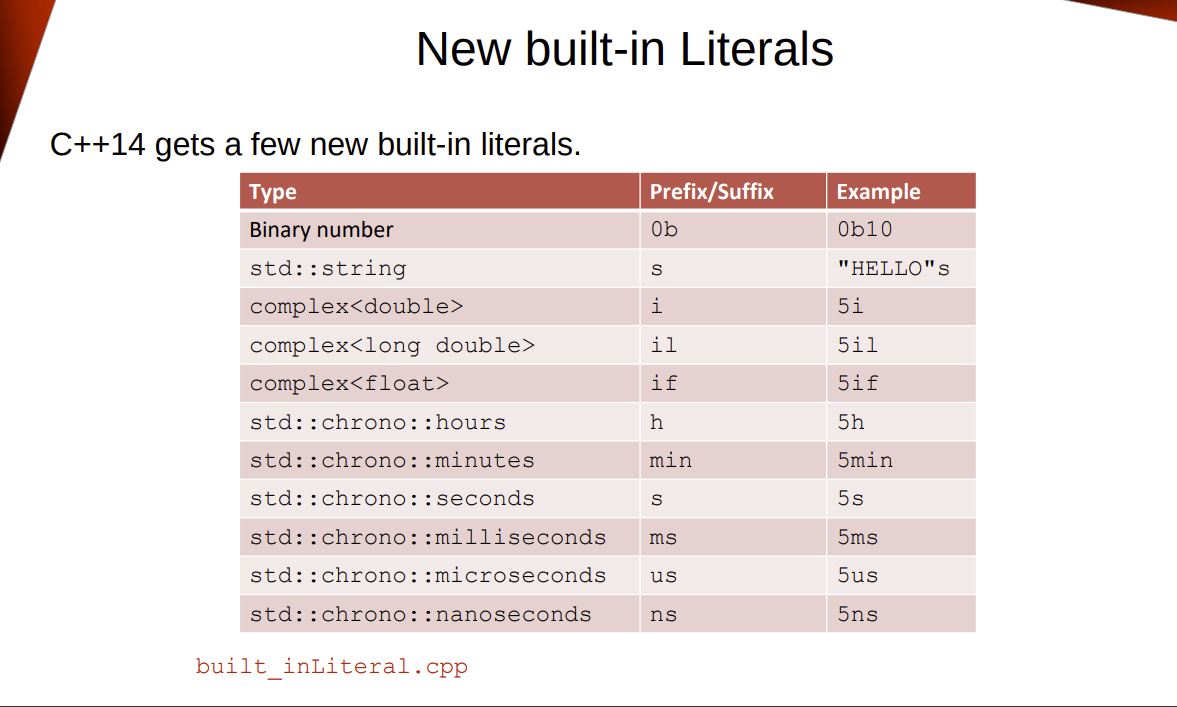 New built-in Literals
C++14 gets a few new built-in literals.
Type Prefix/Suffix Example
Binary number 0b 0b10
std::string s "HELLO"s
complex<double> i 5i
complex<long double> il 5il
complex<float> if 5if
std::chrono::hours h 5h
std::chrono::minutes min 5min
std::chrono::seconds s 5s
std::chrono::milliseconds ms 5ms
std::chrono::microseconds us 5us
std::chrono::nanoseconds ns 5ns
built_inLiteral.cpp